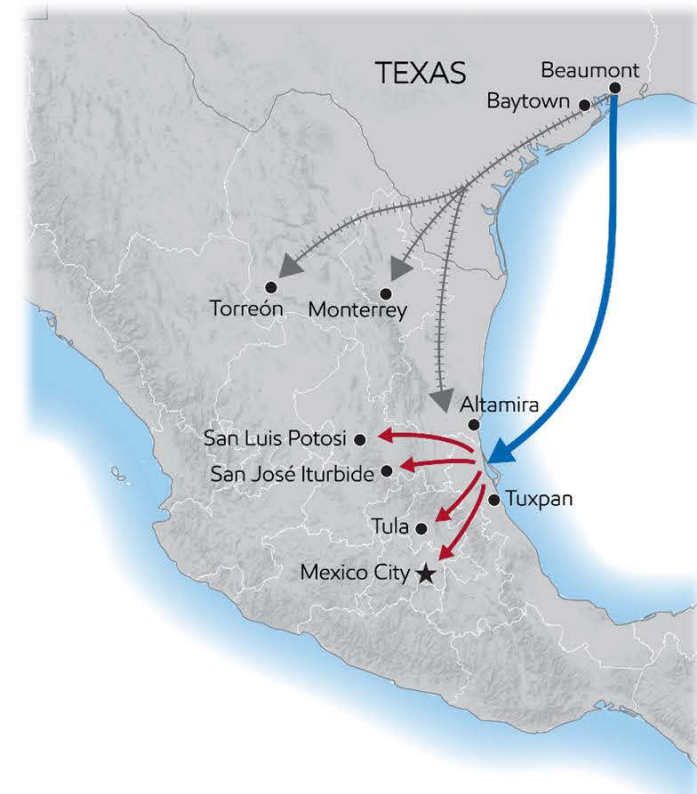 TEXAS
Beaumont
Baytown
Torreón
Monterrey
Altamira
San Luis Potosi
San José Iturbide
Tuxpan
Tula
Mexico City